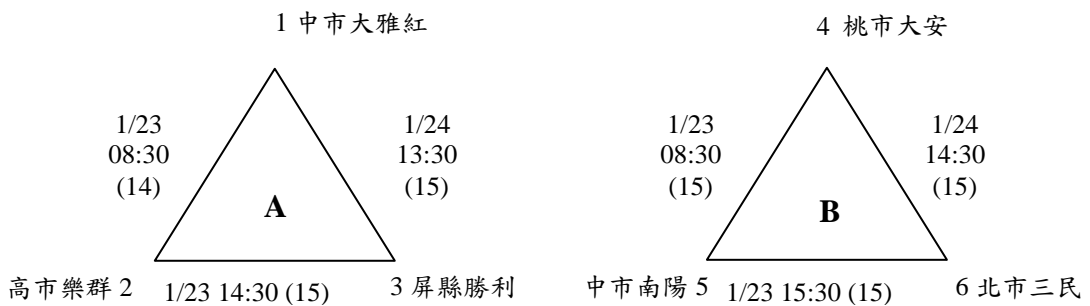 1 中市大雅紅
1/23
08:30
(14)
1/24
13:30
(15)
A
高市樂群 2
1/23 14:30 (15)
3 屏縣勝利
4 桃市大安
1/23
08:30
(15)
1/24
14:30
(15)
B
中市南陽 5
1/23 15:30 (15)
6 北市三民